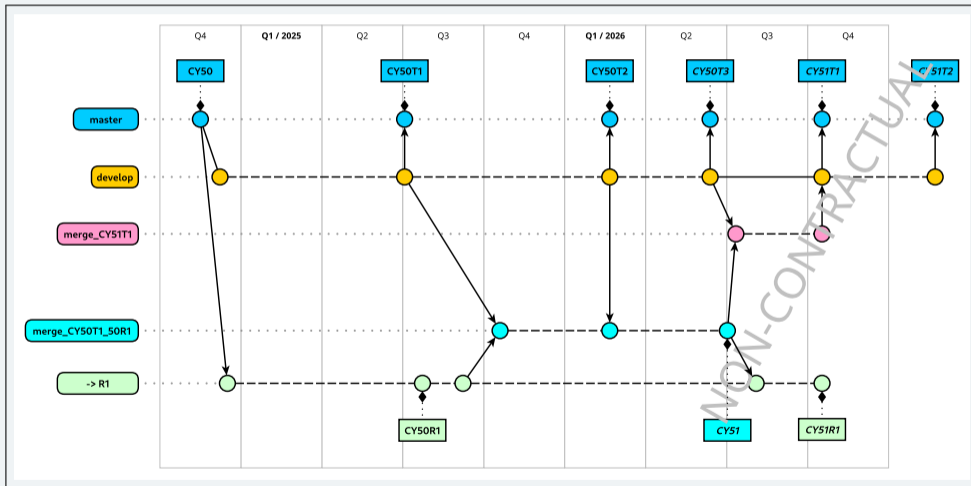 Q4 Q1 / 2025 Q2 Q3 Q4 Q1 / 2026 Q2 Q3 Q4
CY50 CY50T1 CY50T2 CY50T3 CY51T1 CY51T2
master
develop
merge_CY51T1
merge_CY50T1_50R1
-> R1
CY50R1 CY51 CY51R1
NON-CONTRACTUAL